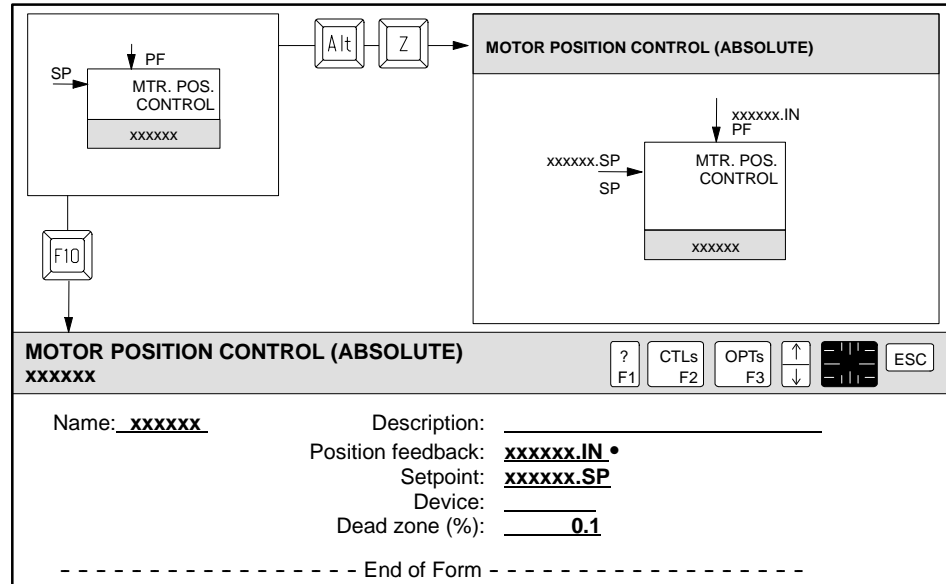 PF
SP
MTR. POS.
CONTROL
xxxxxx
Alt
Z
MOTOR POSITION CONTROL (ABSOLUTE)
xxxxxx.IN
PF
xxxxxx.SP
SP
MTR. POS.
CONTROL
xxxxxx
F10
MOTOR POSITION CONTROL (ABSOLUTE)
xxxxxx
? F1
CTLs F2
OPTs F3
↑
↓
ESC
Name: xxxxxx Description:
Position feedback: xxxxxx.IN •
Setpoint: xxxxxx.SP
Device:
Dead zone (%): 0.1
- - - - - - - - - - - - - - - - - - End of Form - - - - - - - - - - - - - - - - - - -